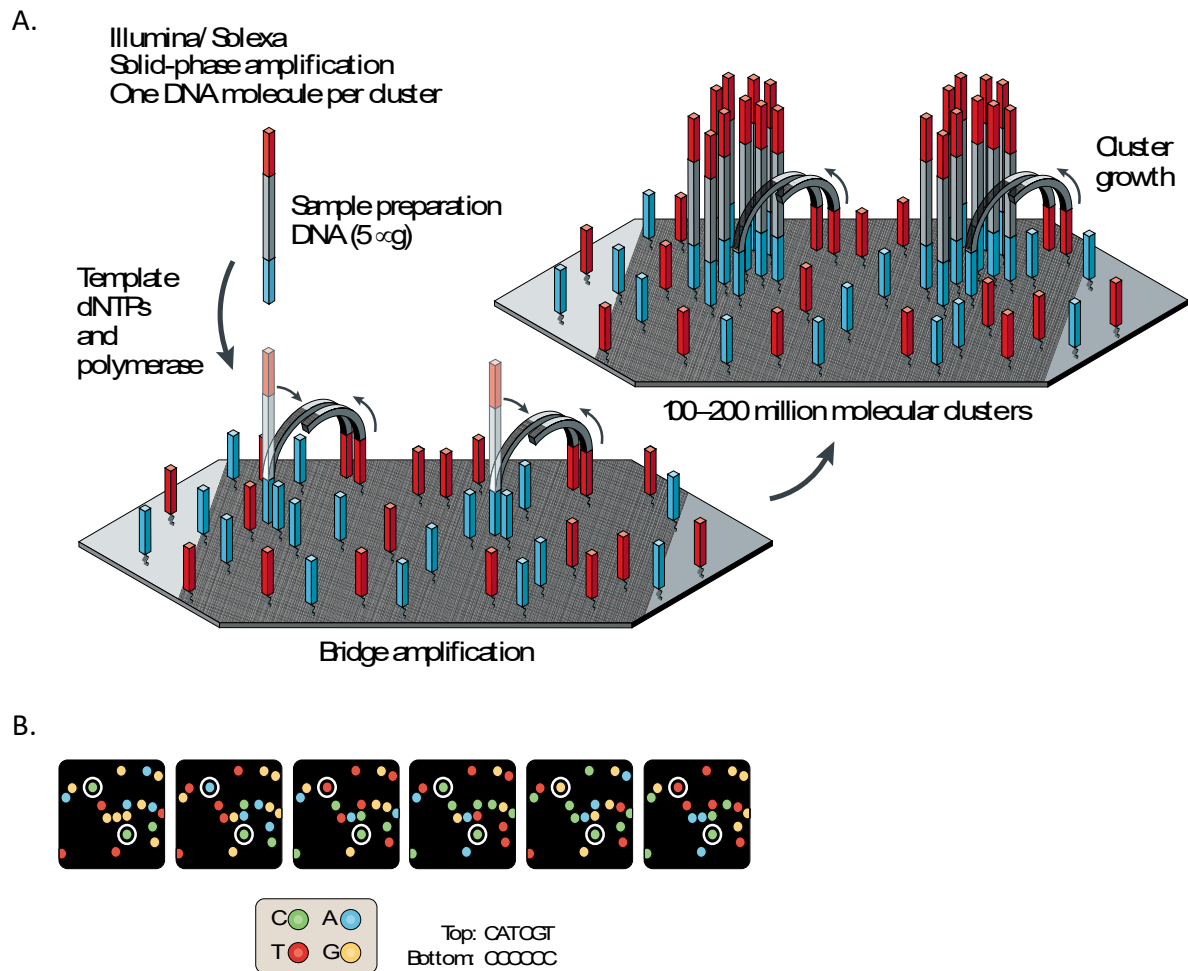 A.
Illumina/Solexa
Solid-phase amplification
One DNA molecule per cluster
Sample preparation
DNA (5 ∝g)
Template
dNTPs
and
polymerase
Cluster
growth
100–200 million molecular clusters
Bridge amplification
B.
C A
T G
Top: CATCGT
Bottom: CCCCCC